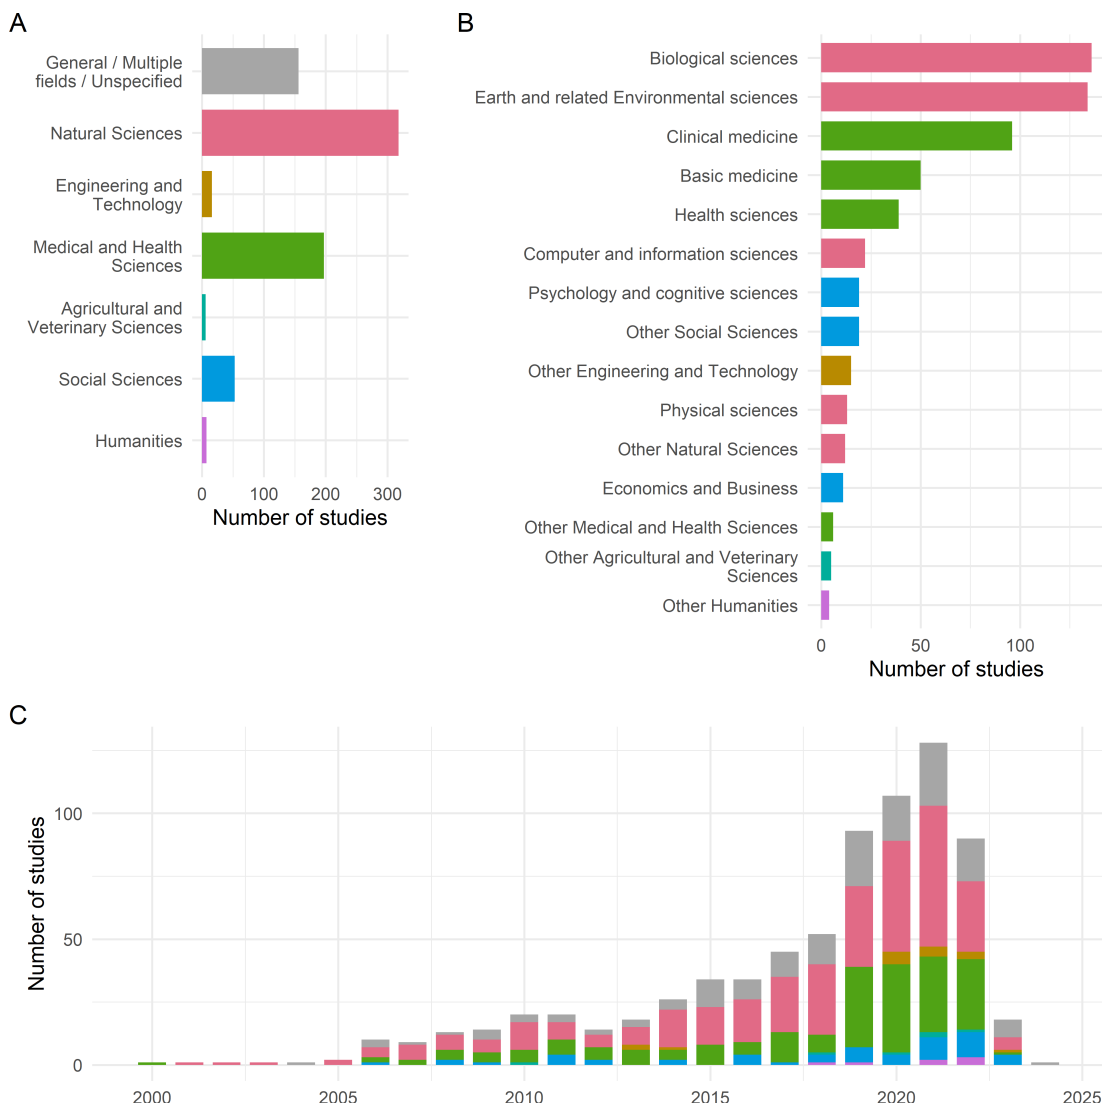 A
General / Multiple
fields / Unspecified
Natural Sciences
Engineering and
Technology
Medical and Health
Sciences
Agricultural and
Veterinary Sciences
Social Sciences
Humanities
0 100 200 300
Number of studies
B
Biological sciences
Earth and related Environmental sciences
Clinical medicine
Basic medicine
Health sciences
Computer and information sciences
Psychology and cognitive sciences
Other Social Sciences
Other Engineering and Technology
Physical sciences
Other Natural Sciences
Economics and Business
Other Medical and Health Sciences
Other Agricultural and Veterinary
Sciences
Other Humanities
0 50 100
Number of studies
C
Number of studies
100
50
0
2000 2005 2010 2015 2020 2025